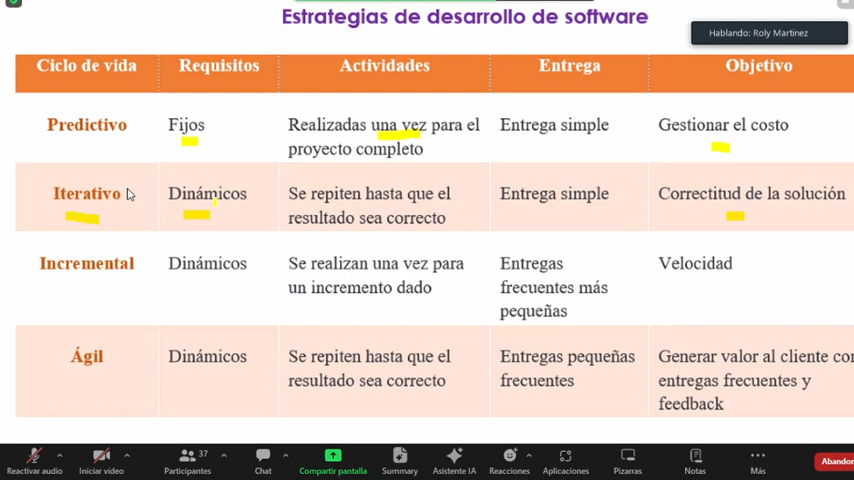 Estrategias de desarrollo de software
Hablando: Roly Martinez
Ciclo de vida Requisitos Actividades Entrega Objetivo
Predictivo Fijos Realizadas una vez para el proyecto completo Entrega simple Gestionar el costo
Iterativo Dinámicos Se repiten hasta que el resultado sea correcto Entrega simple Correctitud de la solución
Incremental Dinámicos Se realizan una vez para un incremento dado Entregas frecuentes más pequeñas Velocidad
Ágil Dinámicos Se repiten hasta que el resultado sea correcto Entregas pequeñas frecuentes Generar valor al cliente con entregas frecuentes y feedback
37
Reactivar audio Iniciar vídeo Participantes Chat Compartir pantalla Summary Asistente IA Reacciones Aplicaciones Pizarras Notas Más Abandon